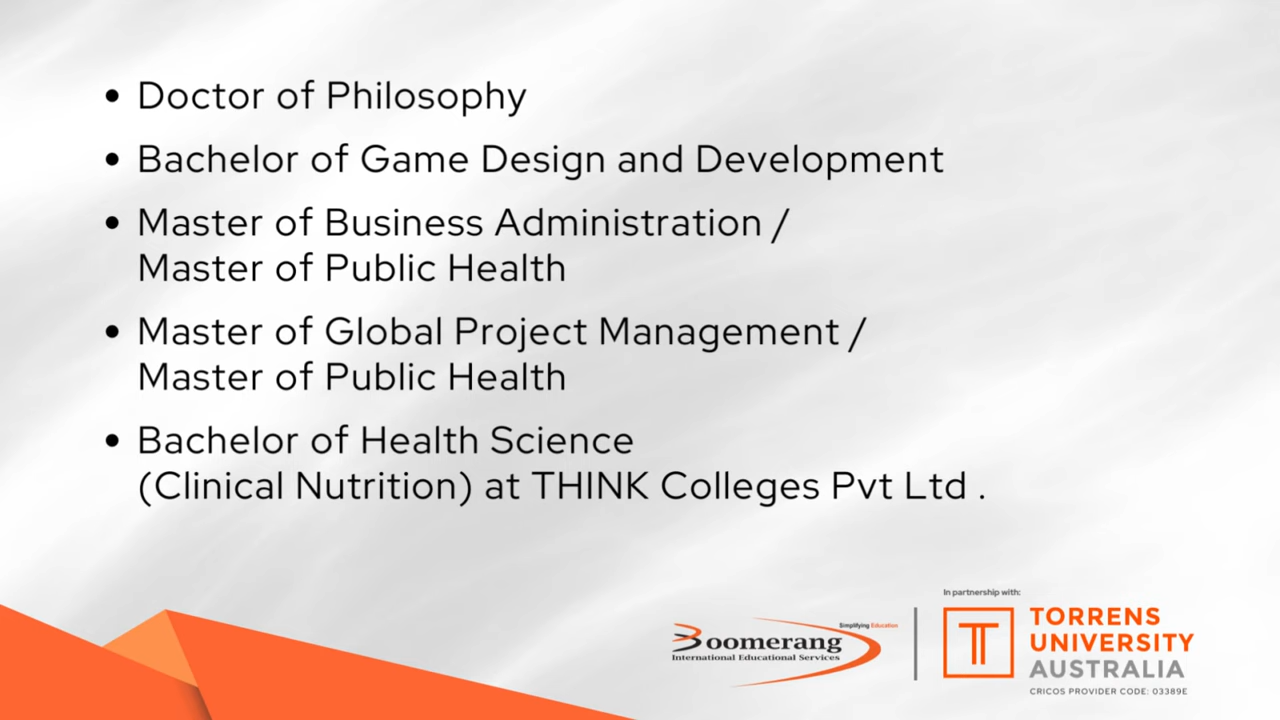 • Doctor of Philosophy
• Bachelor of Game Design and Development
• Master of Business Administration /
Master of Public Health
• Master of Global Project Management /
Master of Public Health
• Bachelor of Health Science
(Clinical Nutrition) at THINK Colleges Pvt Ltd .
Simplifying Education
Boomerang
International Educational Services
In partnership with:
TORRENS
UNIVERSITY
AUSTRALIA
CRICOS PROVIDER CODE: 03389E